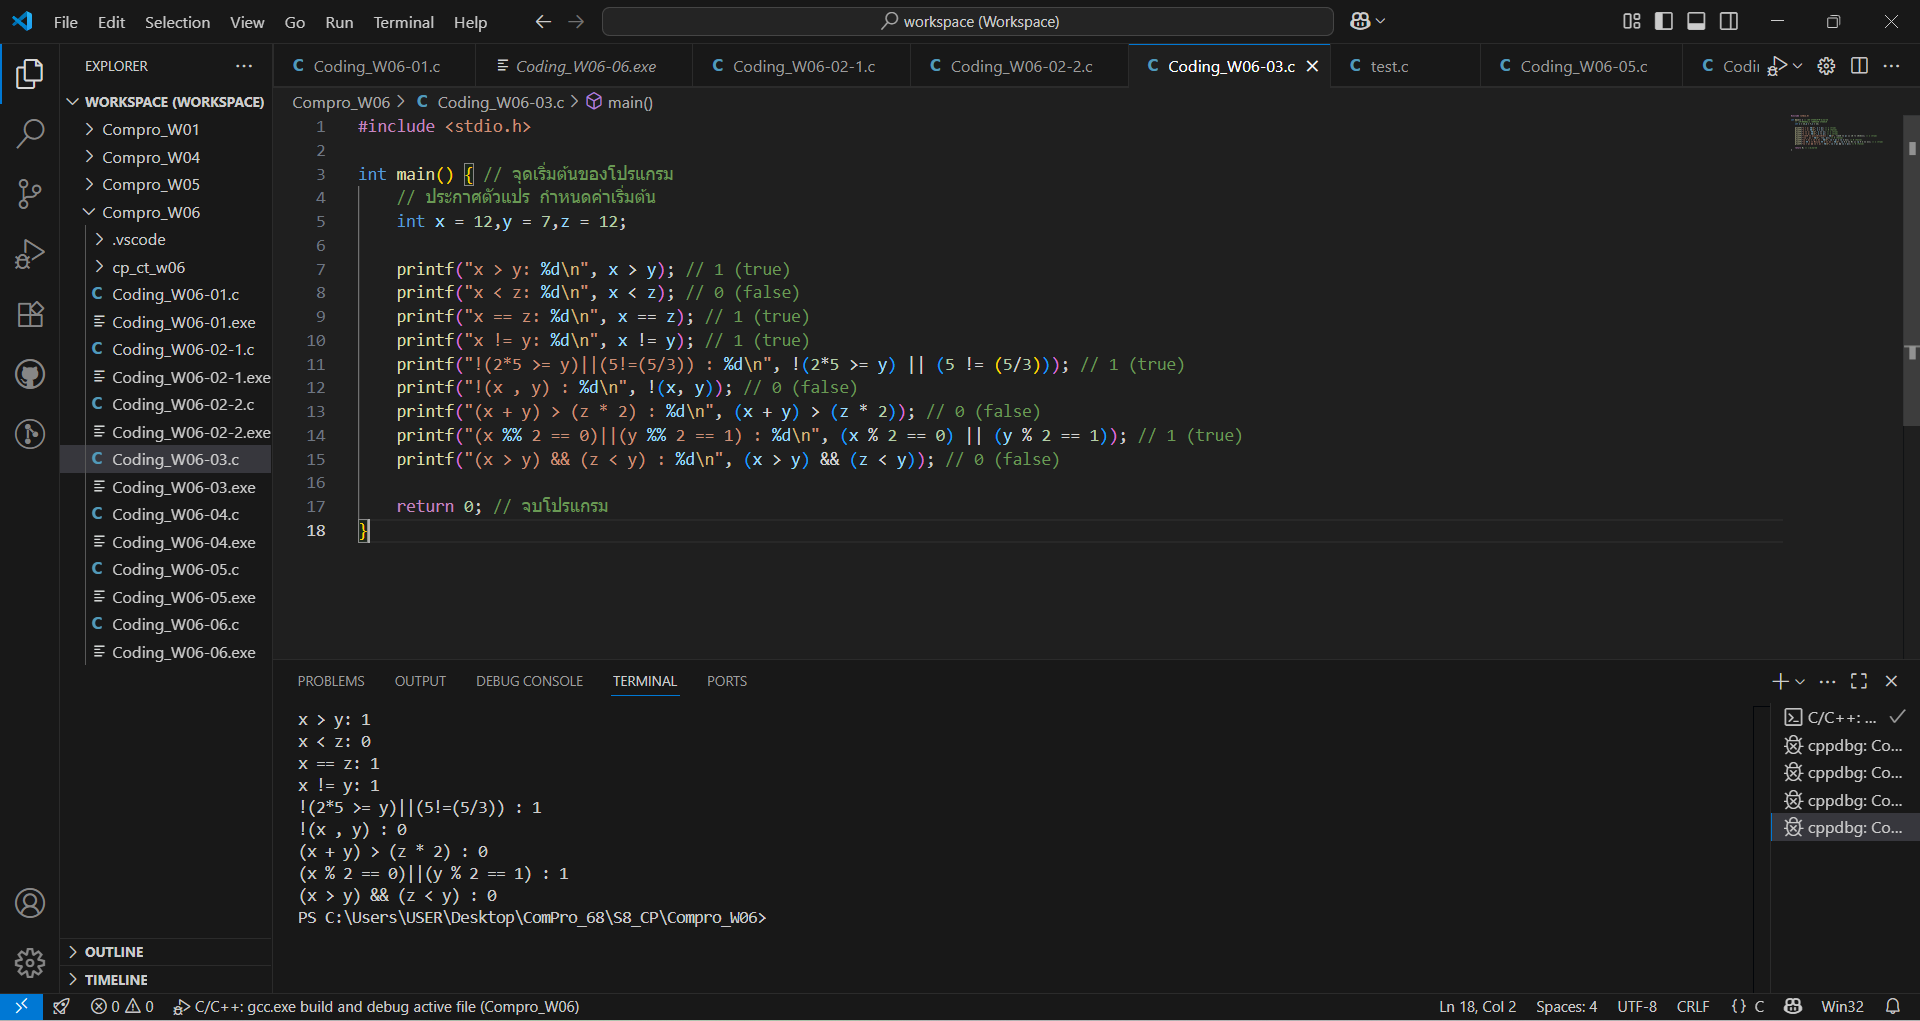 File Edit Selection View Go Run Terminal Help
workspace (Workspace)
EXPLORER
WORKSPACE (WORKSPACE)
Compro_W01
Compro_W04
Compro_W05
Compro_W06
.vscode
cp_ct_w06
C Coding_W06-01.c
Coding_W06-01.exe
C Coding_W06-02-1.c
Coding_W06-02-1.exe
C Coding_W06-02-2.c
Coding_W06-02-2.exe
C Coding_W06-03.c
Coding_W06-03.exe
C Coding_W06-04.c
Coding_W06-04.exe
C Coding_W06-05.c
Coding_W06-05.exe
C Coding_W06-06.c
Coding_W06-06.exe
OUTLINE
TIMELINE
C Coding_W06-01.c Coding_W06-06.exe C Coding_W06-02-1.c C Coding_W06-02-2.c C Coding_W06-03.c C test.c C Coding_W06-05.c C Codi
Compro_W06 > C Coding_W06-03.c > main()
1 #include <stdio.h>
2
3 int main() { // จุดเริ่มต้นของโปรแกรม
4 // ประกาศตัวแปร กำหนดค่าเริ่มต้น
5 int x = 12,y = 7,z = 12;
6
7 printf("x > y: %d\n", x > y); // 1 (true)
8 printf("x < z: %d\n", x < z); // 0 (false)
9 printf("x == z: %d\n", x == z); // 1 (true)
10 printf("x != y: %d\n", x != y); // 1 (true)
11 printf("!(2*5 >= y)||(5!=(5/3)) : %d\n", !(2*5 >= y) || (5 != (5/3))); // 1 (true)
12 printf("!(x , y) : %d\n", !(x, y)); // 0 (false)
13 printf("(x + y) > (z * 2) : %d\n", (x + y) > (z * 2)); // 0 (false)
14 printf("(x %% 2 == 0)||(y %% 2 == 1) : %d\n", (x % 2 == 0) || (y % 2 == 1)); // 1 (true)
15 printf("(x > y) && (z < y) : %d\n", (x > y) && (z < y)); // 0 (false)
16
17 return 0; // จบโปรแกรม
18 }
PROBLEMS OUTPUT DEBUG CONSOLE TERMINAL PORTS
x > y: 1
x < z: 0
x == z: 1
x != y: 1
!(2*5 >= y)||(5!=(5/3)) : 1
!(x , y) : 0
(x + y) > (z * 2) : 0
(x % 2 == 0)||(y % 2 == 1) : 1
(x > y) && (z < y) : 0
PS C:\Users\USER\Desktop\ComPro_68\S8_CP\Compro_W06>
C/C++: ...
cppdbg: Co...
cppdbg: Co...
cppdbg: Co...
cppdbg: Co...
0 0 C/C++: gcc.exe build and debug active file (Compro_W06) Ln 18, Col 2 Spaces: 4 UTF-8 CRLF {} C Win32